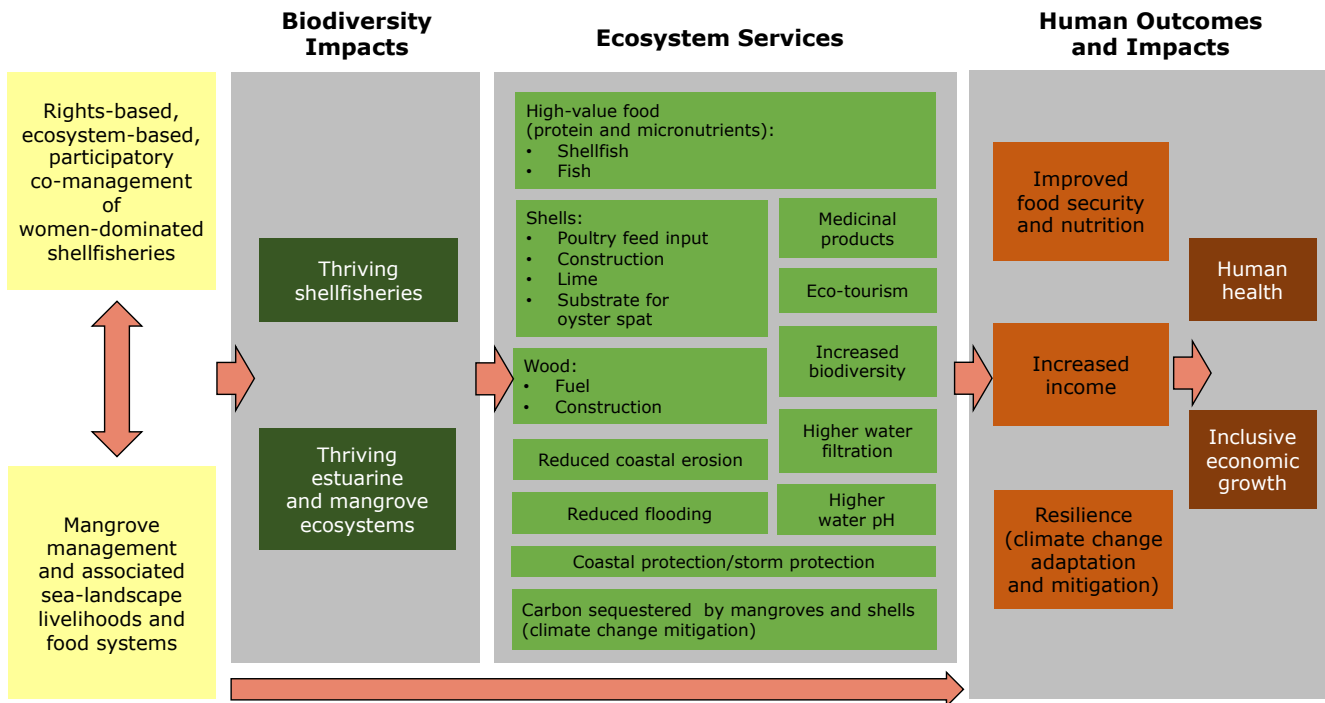 Biodiversity
Impacts
Ecosystem Services
Human Outcomes
and Impacts
Rights-based,
ecosystem-based,
participatory
co-management
of
women-dominated
shellfisheries
Mangrove
management
and associated
sea-landscape
livelihoods and
food systems
Thriving
shellfisheries
Thriving
estuarine
and mangrove
ecosystems
High-value food
(protein and micronutrients):
• Shellfish
• Fish
Shells:
• Poultry feed input
• Construction
• Lime
• Substrate for
oyster spat
Wood:
• Fuel
• Construction
Reduced coastal erosion
Reduced flooding
Medicinal
products
Eco-tourism
Increased
biodiversity
Higher water
filtration
Higher
water pH
Coastal protection/storm protection
Carbon sequestered by mangroves and shells
(climate change mitigation)
Improved
food security
and nutrition
Increased
income
Resilience
(climate change
adaptation
and mitigation)
Human
health
Inclusive
economic
growth